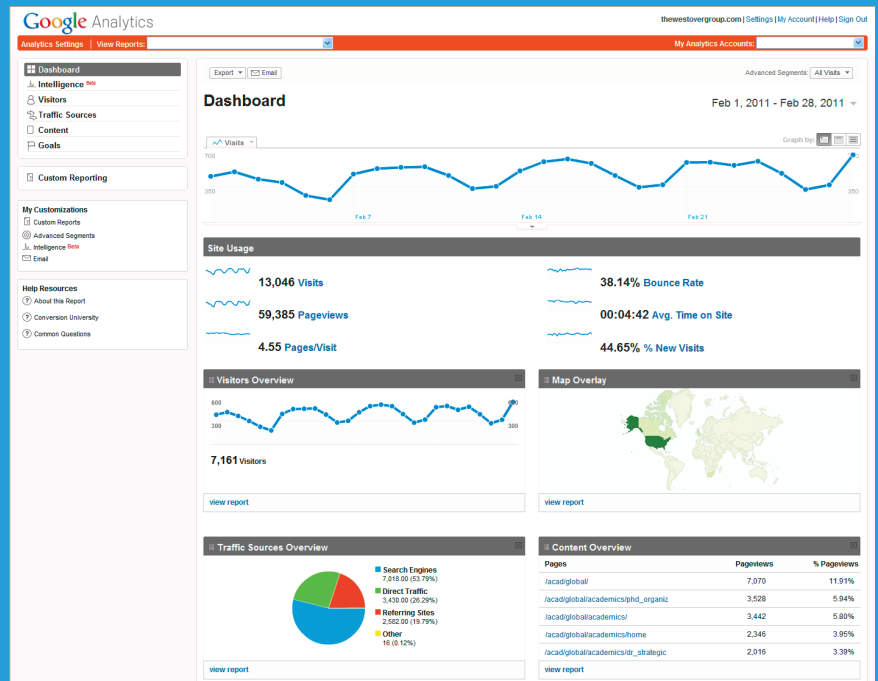 Google Analytics
thewestovergroup.com | Settings | My Account | Help | Sign Out
Analytics Settings | View Reports:
My Analytics Accounts:
Dashboard
Intelligence Beta
Visitors
Traffic Sources
Content
Goals
Custom Reporting
My Customizations
Custom Reports
Advanced Segments
Intelligence Beta
Email
Help Resources
About this Report
Conversion University
Common Questions
Export Email
Advanced Segments: All Visits
Dashboard
Feb 1, 2011 - Feb 28, 2011
Visits
Graph by:
700
350 350
Feb 7 Feb 14 Feb 21
Site Usage
13,046 Visits
38.14% Bounce Rate
59,385 Pageviews
00:04:42 Avg. Time on Site
4.55 Pages/Visit
44.65% % New Visits
Visitors Overview
600 600
300 300
7,161 Visitors
view report
Map Overlay
view report
Traffic Sources Overview
Search Engines
7,018.00 (53.79%)
Direct Traffic
3,430.00 (26.29%)
Referring Sites
2,582.00 (19.79%)
Other
16 (0.12%)
view report
Content Overview
Pages Pageviews % Pageviews
/acad/global/ 7,070 11.91%
/acad/global/academics/phd_organiz 3,528 5.94%
/acad/global/academics/ 3,442 5.80%
/acad/global/academics/home 2,346 3.95%
/acad/global/academics/dr_strategic 2,016 3.39%
view report